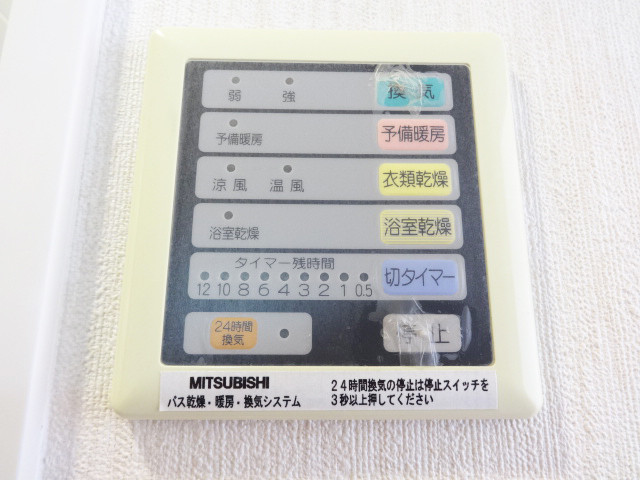 弱 強 換気
予備暖房 予備暖房
涼風 温風 衣類乾燥
浴室乾燥 浴室乾燥
タイマー残時間
12 10 8 6 4 3 2 1 0.5 切タイマー
24時間
換気
停止
MITSUBISHI
バス乾燥・暖房・換気システム
24時間換気の停止は停止スイッチを
3秒以上押してください